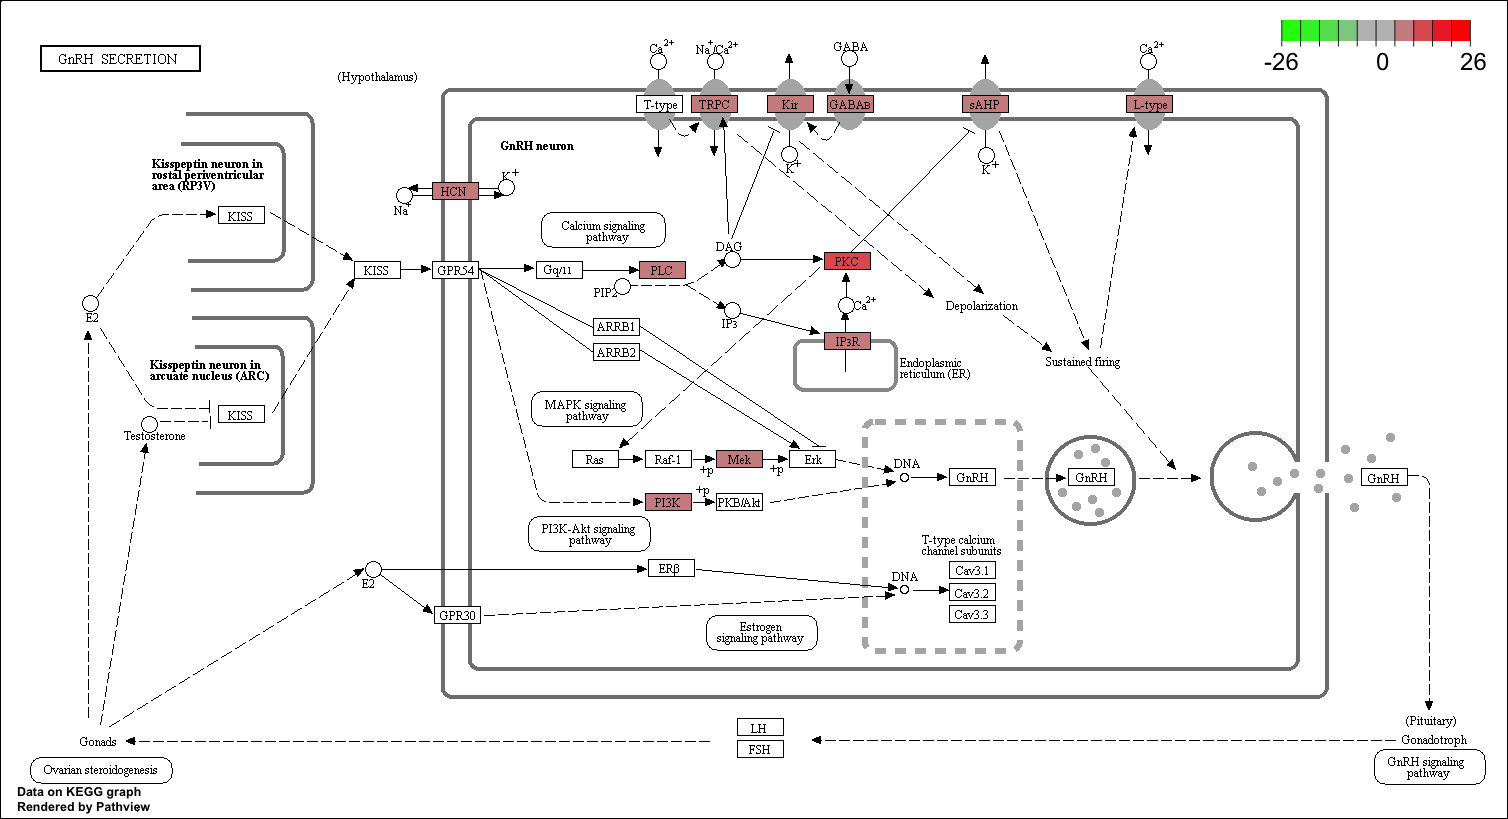 GnRH SECRETION
(Hypothalamus)
-26
0
26
Ca2+
Na+/Ca2+
GABA
Ca2+
T-type
TRPC
Kir
GABAB
sAHP
L-type
K+
K+
GnRH neuron
Kisspeptin neuron in
rostal periventricular
area (RP3V)
KISS
HCN
K+
Na+
Calcium signaling
pathway
DAG
KISS
GPR54
Gq/11
PLC
PKC
PIP2
IP3
Ca2+
Depolarization
E2
ARRB1
ARRB2
IP3R
Endoplasmic
reticulum (ER)
Sustained firing
Kisspeptin neuron in
arcuate nucleus (ARC)
KISS
Testosterone
MAPK signaling
pathway
Ras
Raf-1
+p
Mek
+p
Erk
DNA
GnRH
GnRH
GnRH
PI3K
+p
PKB/Akt
PI3K-Akt signaling
pathway
T-type calcium
channel subunits
E2
ERβ
DNA
Cav3.1
Cav3.2
Cav3.3
GPR30
Estrogen
signaling pathway
Gonads
LH
FSH
(Pituitary)
Gonadotroph
Ovarian steroidogenesis
GnRH signaling
pathway
Data on KEGG graph
Rendered by Pathview